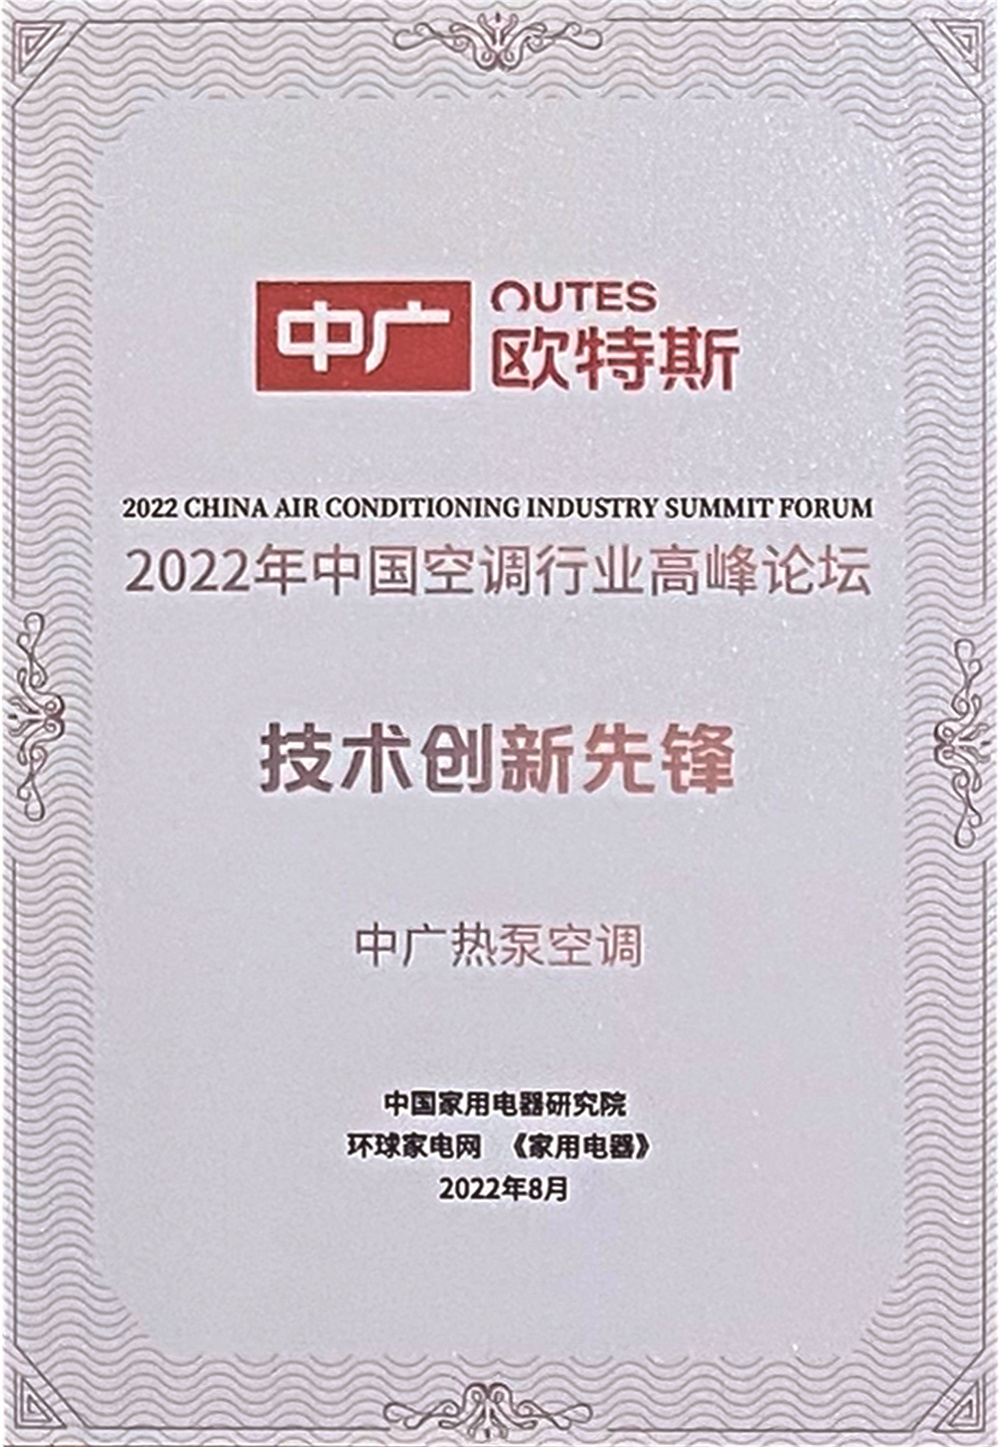 中广
OUTES
欧特斯
2022 CHINA AIR CONDITIONING INDUSTRY SUMMIT FORUM
2022年中国空调行业高峰论坛
技术创新先锋
中广热泵空调
中国家用电器研究院
环球家电网 《家用电器》
2022年8月